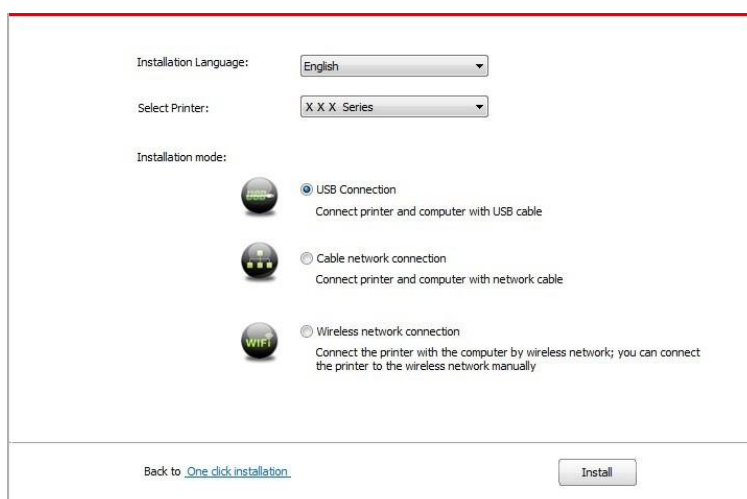 Installation Language:
English
Select Printer:
X X X Series
Installation mode:
USB
USB Connection
Connect printer and computer with USB cable
Cable network connection
Connect printer and computer with network cable
WiFi
Wireless network connection
Connect the printer with the computer by wireless network; you can connect
the printer to the wireless network manually
Back to One click installation
Install